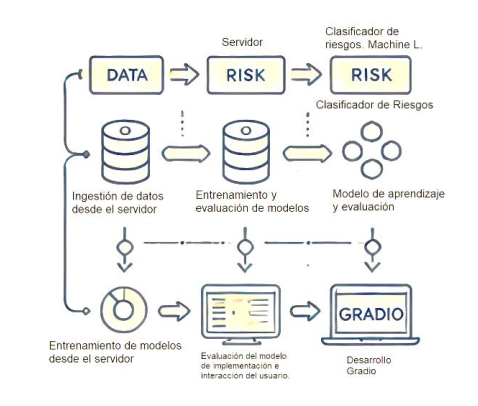 Servidor
Clasificador de
riesgos. Machine L.
DATA
RISK
RISK
Clasificador de Riesgos
Ingestión de datos
desde el servidor
Entrenamiento y
evaluación de modelos
Modelo de aprendizaje
y evaluación
GRADIO
Entrenamiento de modelos
desde el servidor
Evaluación del modelo
de implementación e
interacción del usuario.
Desarrollo
Gradio